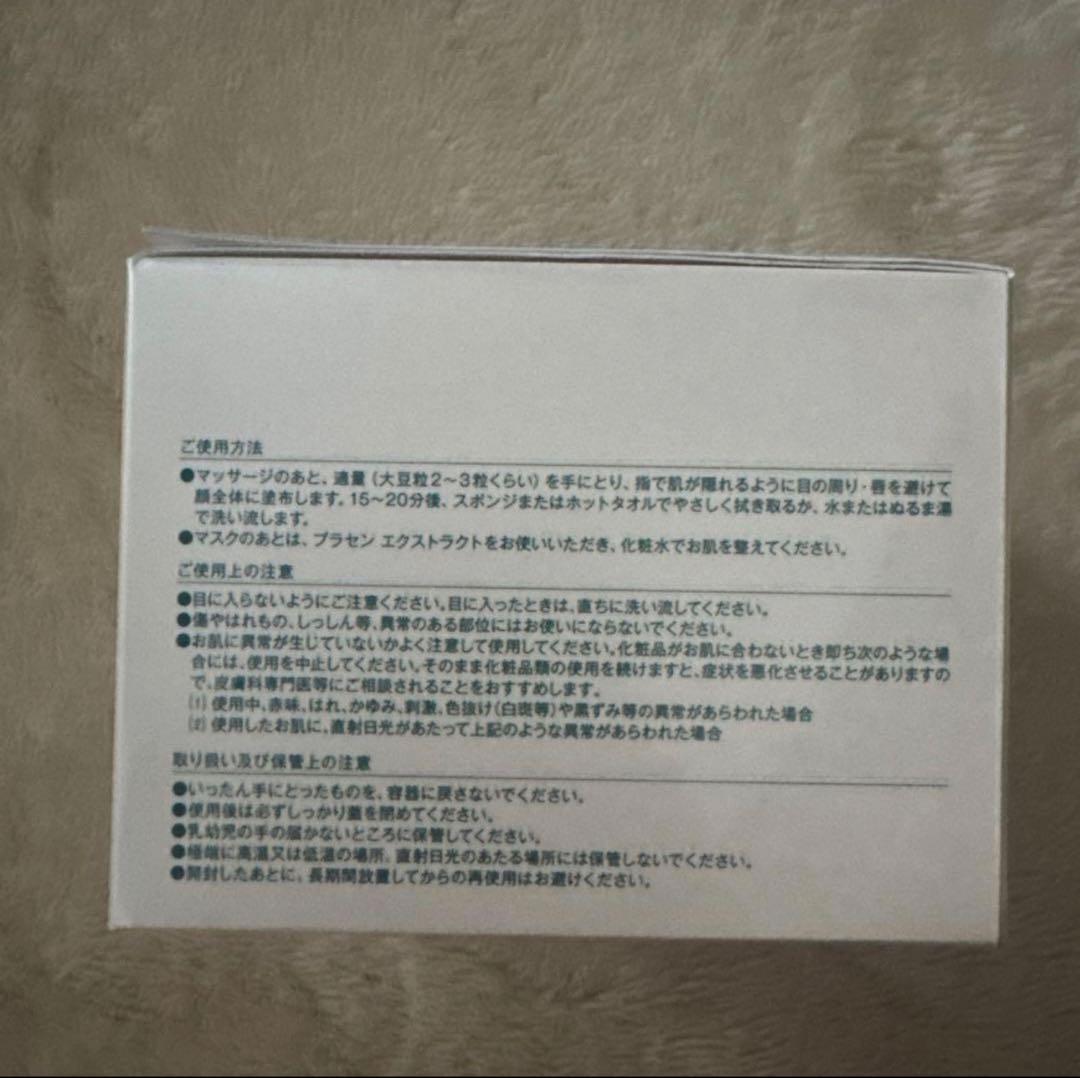 ご使用方法
●マッサージのあと、適量（大豆粒2〜3粒くらい）を手にとり、指で肌が隠れるように目の周り・唇を避けて
顔全体に塗布します。15〜20分後、スポンジまたはホットタオルでやさしく拭き取るか、水またはぬるま湯
で洗い流します。
●マスクのあとは、プラセン エクストラクトをお使いいただき、化粧水でお肌を整えてください。
ご使用上の注意
●目に入らないようにご注意ください。目に入ったときは、直ちに洗い流してください。
●傷やはれもの、しっしん等、異常のある部位にはお使いにならないでください。
●お肌に異常が生じていないかよく注意して使用してください。化粧品がお肌に合わないとき即ち次のような場
合には、使用を中止してください。そのまま化粧品類の使用を続けますと、症状を悪化させることがありますの
で、皮膚科専門医等にご相談されることをおすすめします。
(1) 使用中、赤味、はれ、かゆみ、刺激、色抜け（白斑等）や黒ずみ等の異常があらわれた場合
(2) 使用したお肌に、直射日光があたって上記のような異常があらわれた場合
取り扱い及び保管上の注意
●いったん手にとったものを、容器に戻さないでください。
●使用後は必ずしっかり蓋を閉めてください。
●乳幼児の手の届かないところに保管してください。
●極端に高温又は低温の場所、直射日光のあたる場所には保管しないでください。
●開封したあとに、長期間放置してからの再使用はお避けください。